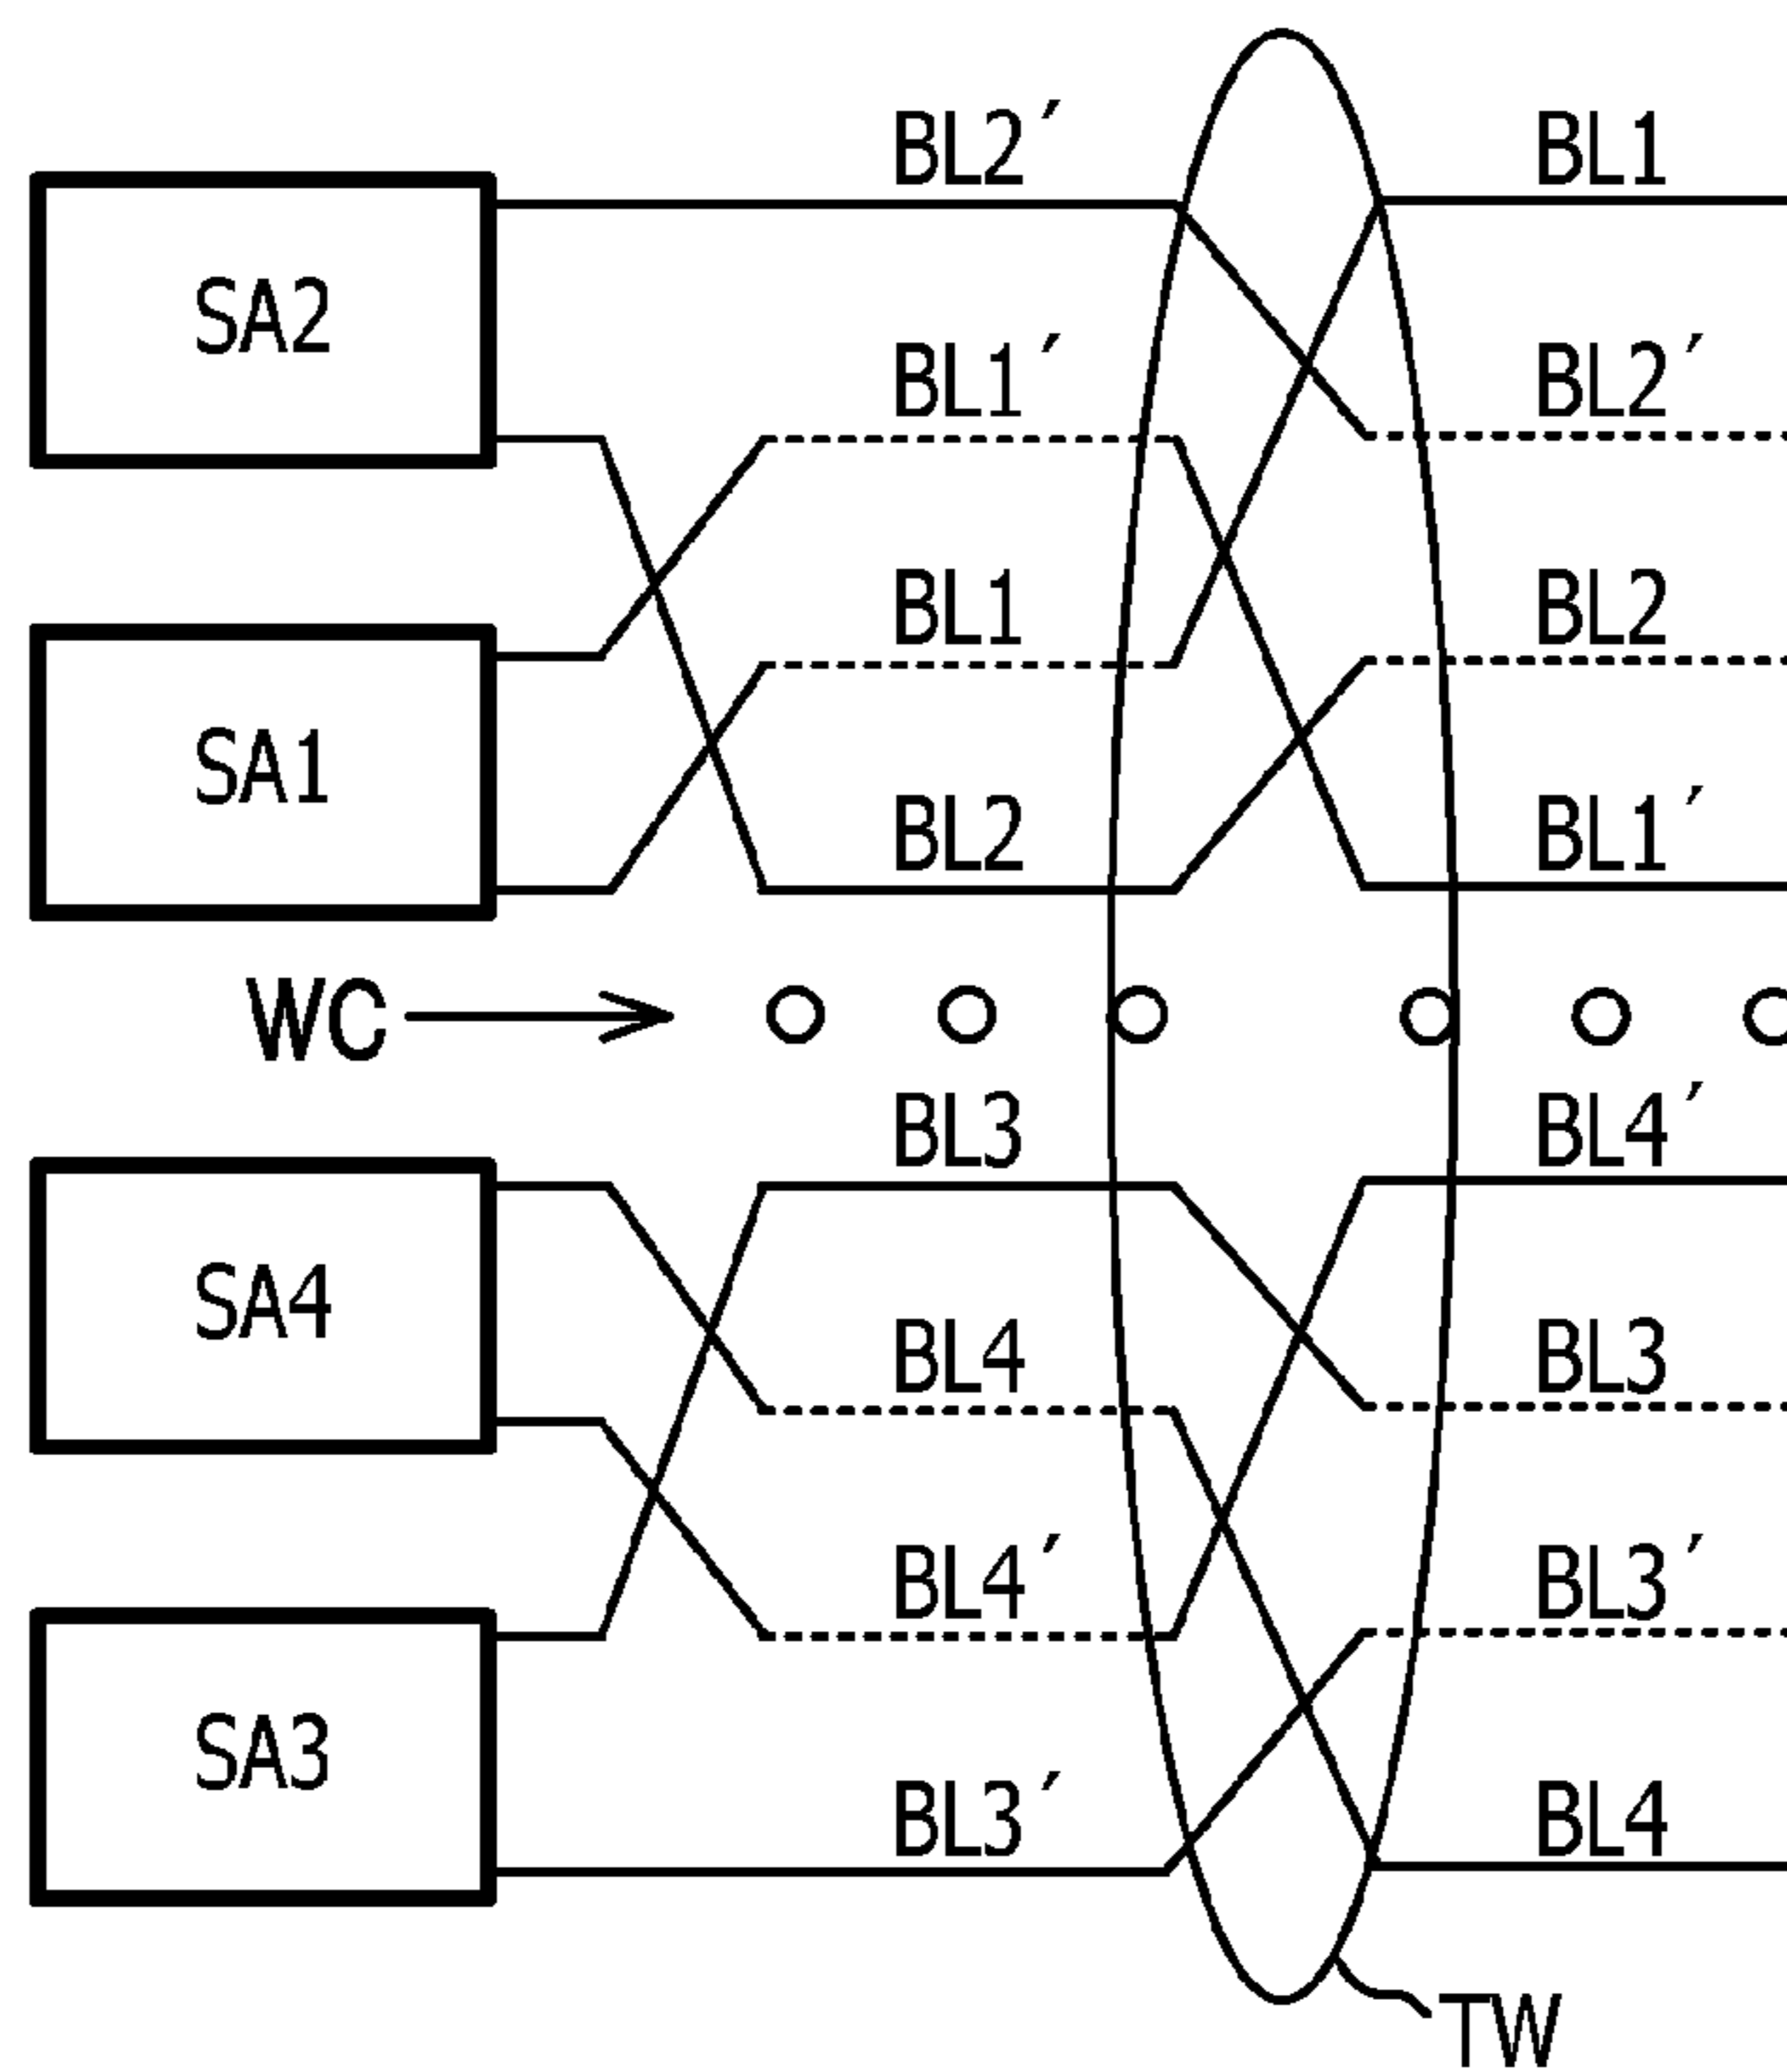 BL2′ BL1
SA2
BL1′ BL2′
BL1 BL2
SA1
BL2 BL1′
WC
BL3 BL4′
SA4
BL4 BL3
BL4′ BL3′
SA3
BL3′ BL4
TW